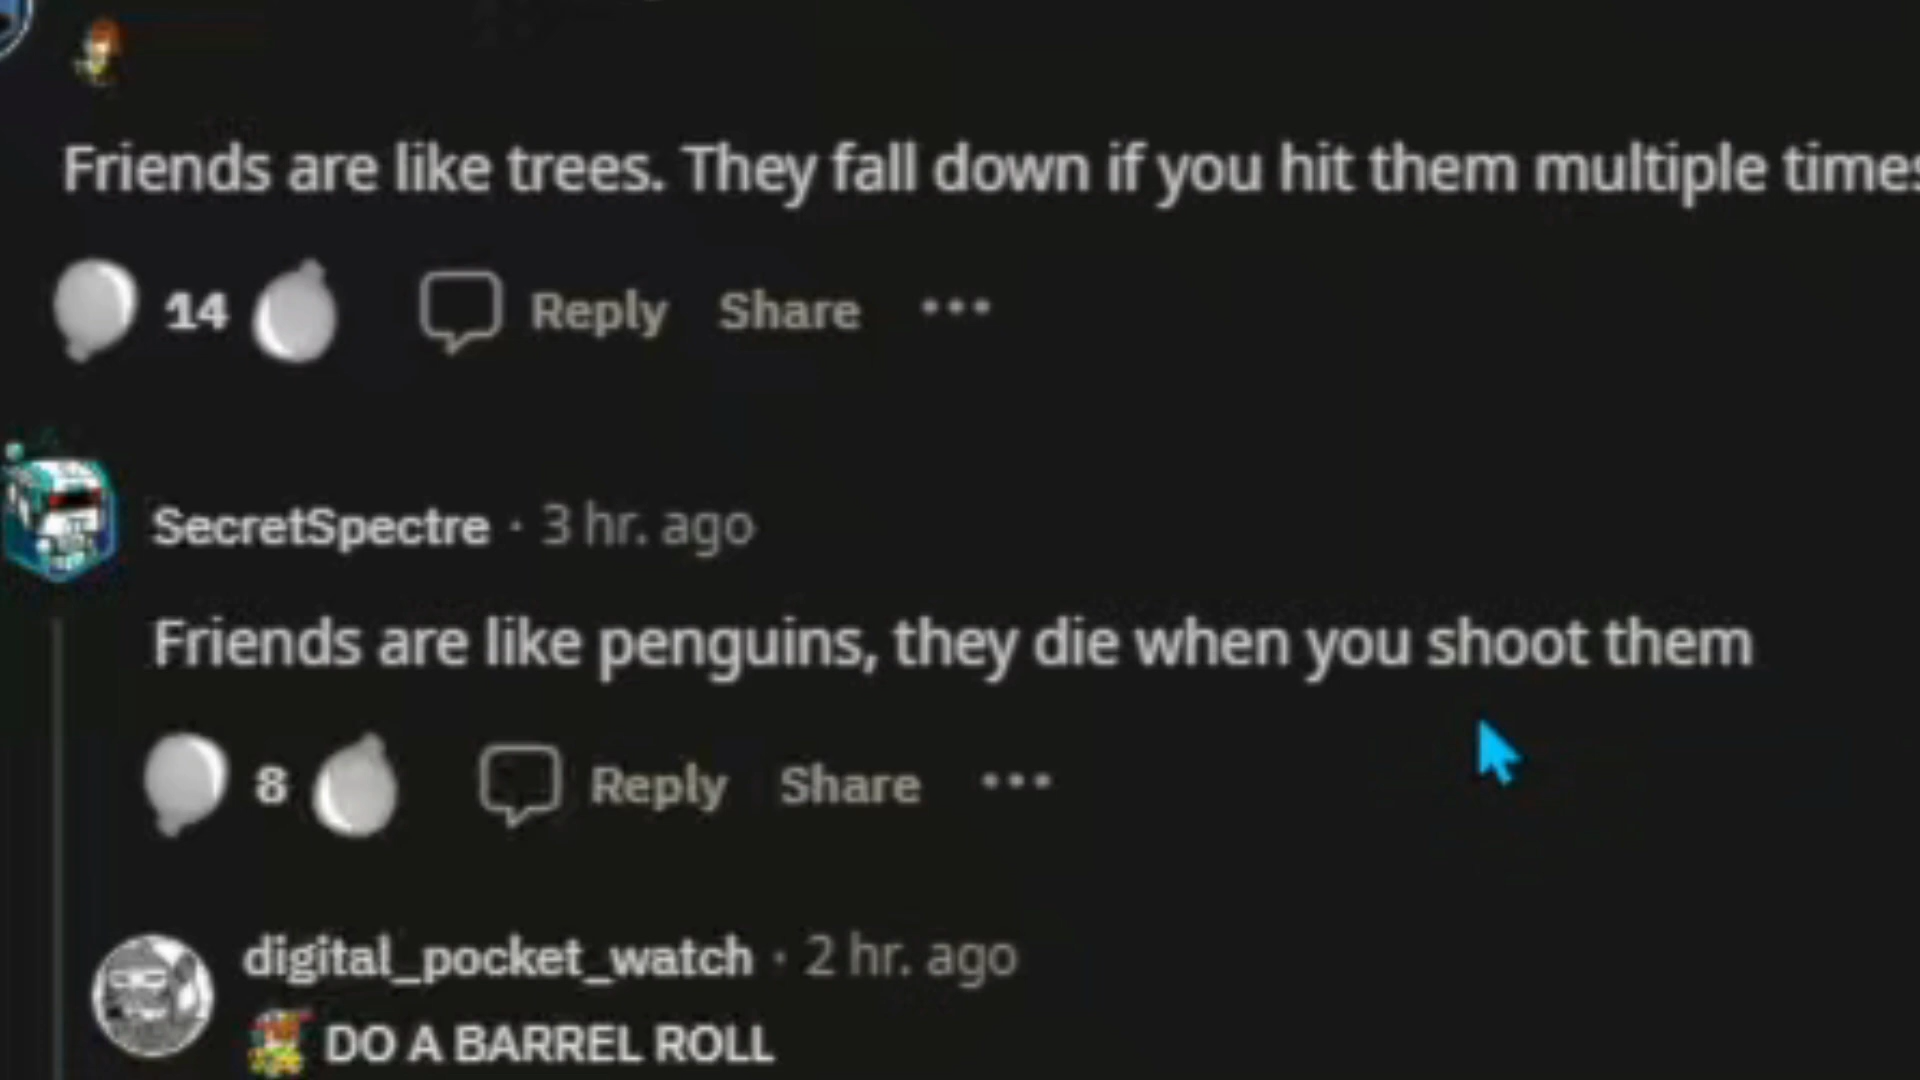 Friends are like trees. They fall down if you hit them multiple times
14 Reply Share •••
SecretSpectre · 3 hr. ago
Friends are like penguins, they die when you shoot them
8 Reply Share •••
digital_pocket_watch · 2 hr. ago
DO A BARREL ROLL